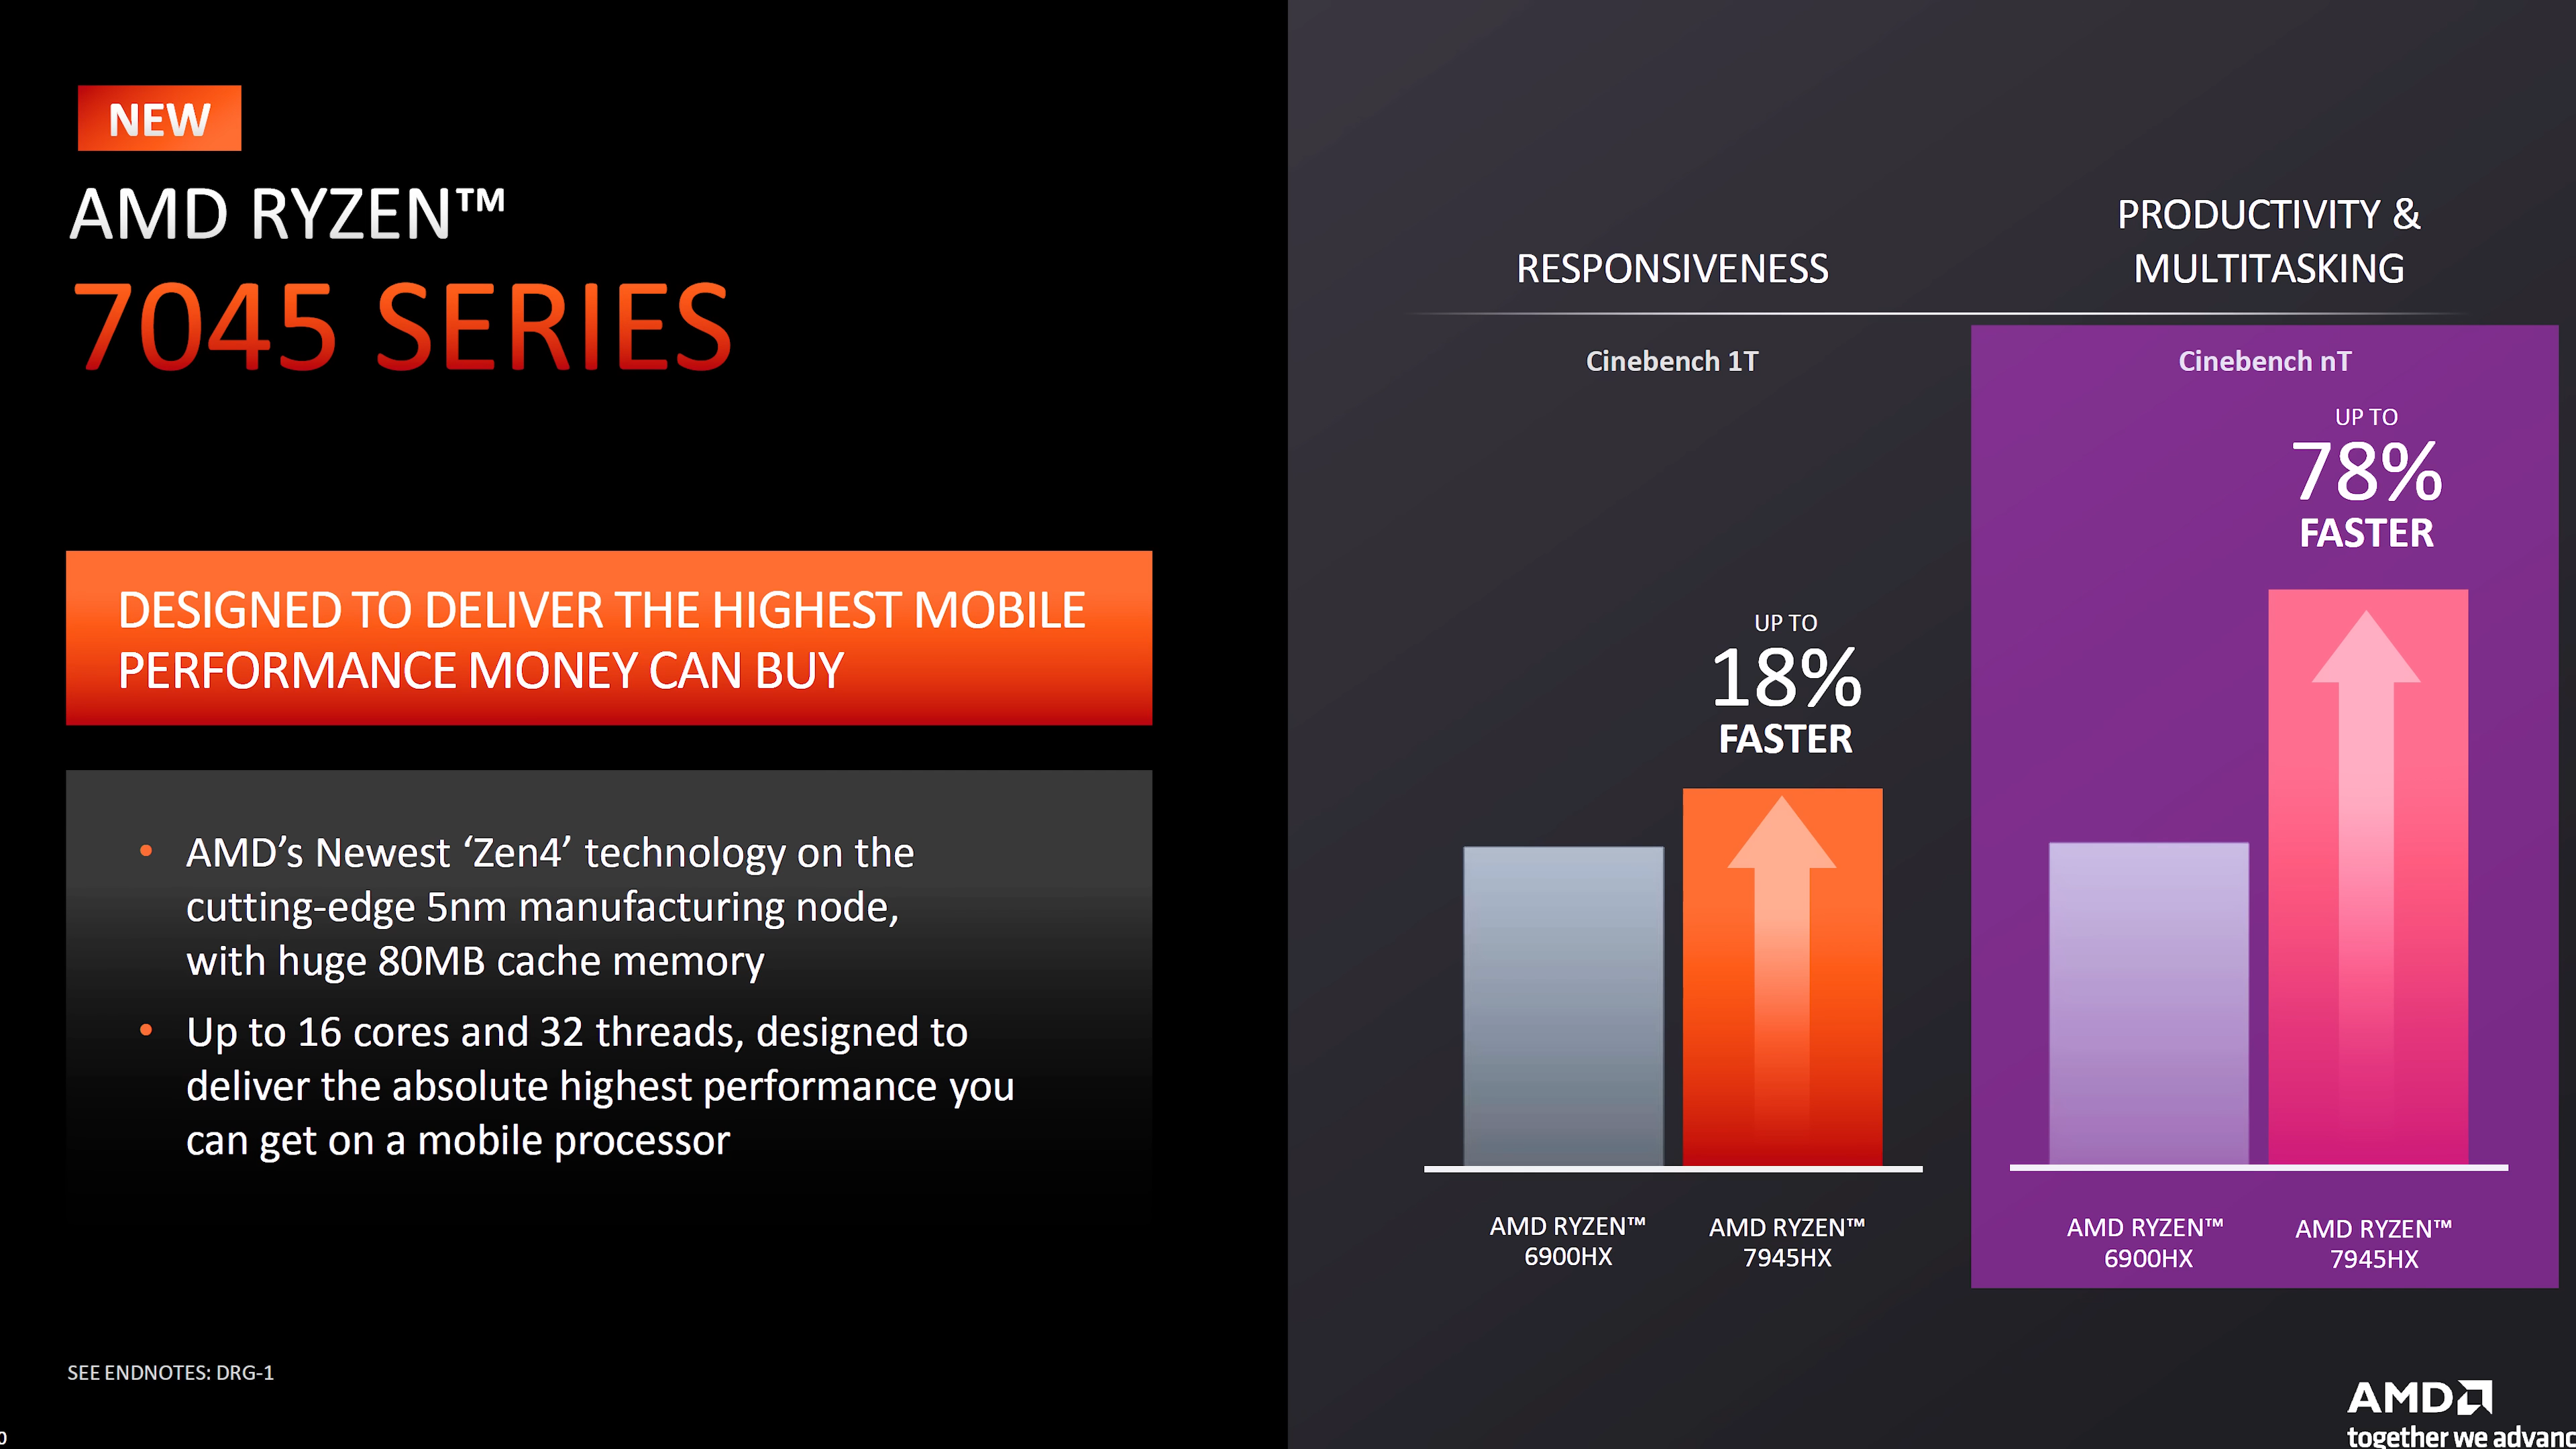 NEW
AMD RYZEN™
7045 SERIES
DESIGNED TO DELIVER THE HIGHEST MOBILE
PERFORMANCE MONEY CAN BUY
• AMD’s Newest ‘Zen4’ technology on the
cutting-edge 5nm manufacturing node,
with huge 80MB cache memory
• Up to 16 cores and 32 threads, designed to
deliver the absolute highest performance you
can get on a mobile processor
SEE ENDNOTES: DRG-1
RESPONSIVENESS
Cinebench 1T
UP TO
18%
FASTER
AMD RYZEN™
6900HX
AMD RYZEN™
7945HX
PRODUCTIVITY &
MULTITASKING
Cinebench nT
UP TO
78%
FASTER
AMD RYZEN™
6900HX
AMD RYZEN™
7945HX
AMD
together we